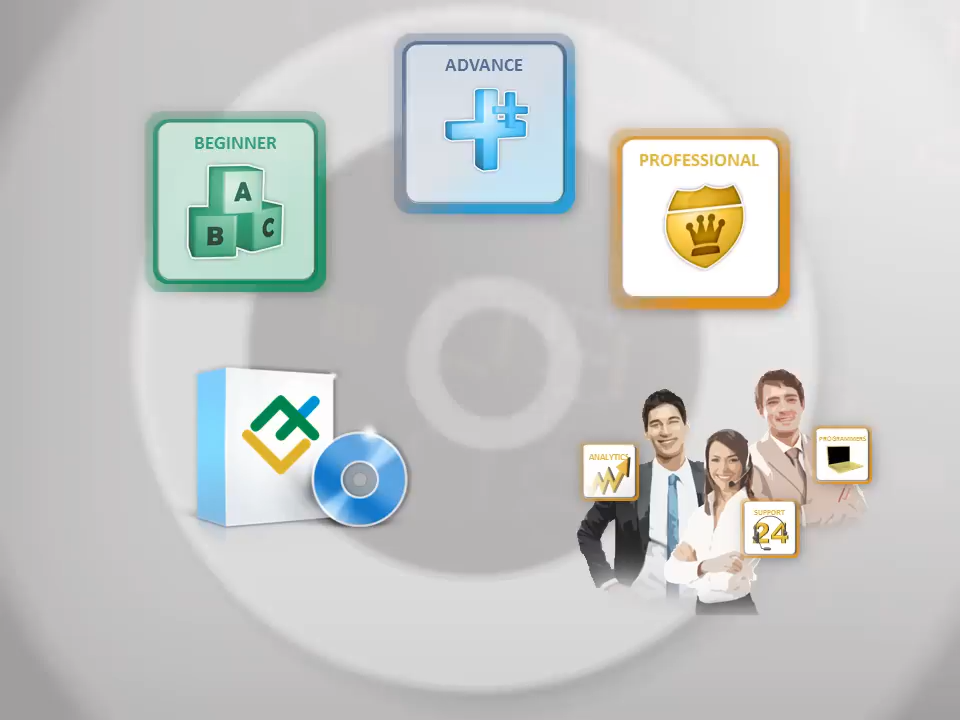 ADVANCE
BEGINNER
A
B
C
PROFESSIONAL
ANALYTICS
PROGRAMMERS
SUPPORT
24